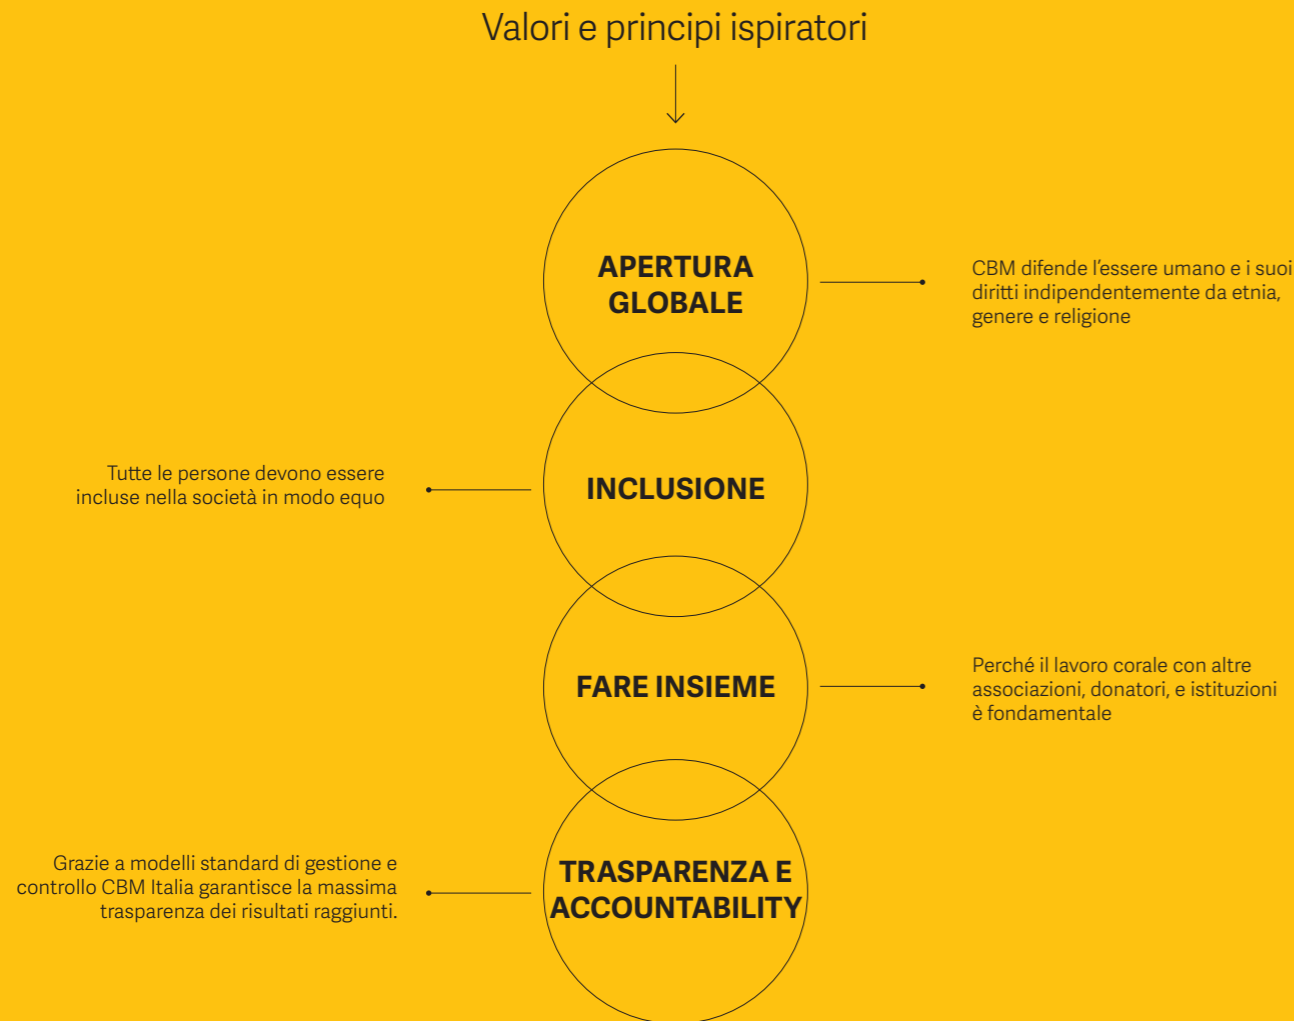 Valori e principi ispiratori
APERTURA
GLOBALE
CBM difende l'essere umano e i suoi
diritti indipendentemente da etnia,
genere e religione
Tutte le persone devono essere
incluse nella società in modo equo
INCLUSIONE
FARE INSIEME
Perché il lavoro corale con altre
associazioni, donatori, e istituzioni
è fondamentale
Grazie a modelli standard di gestione e
controllo CBM Italia garantisce la massima
trasparenza dei risultati raggiunti.
TRASPARENZA E
ACCOUNTABILITY